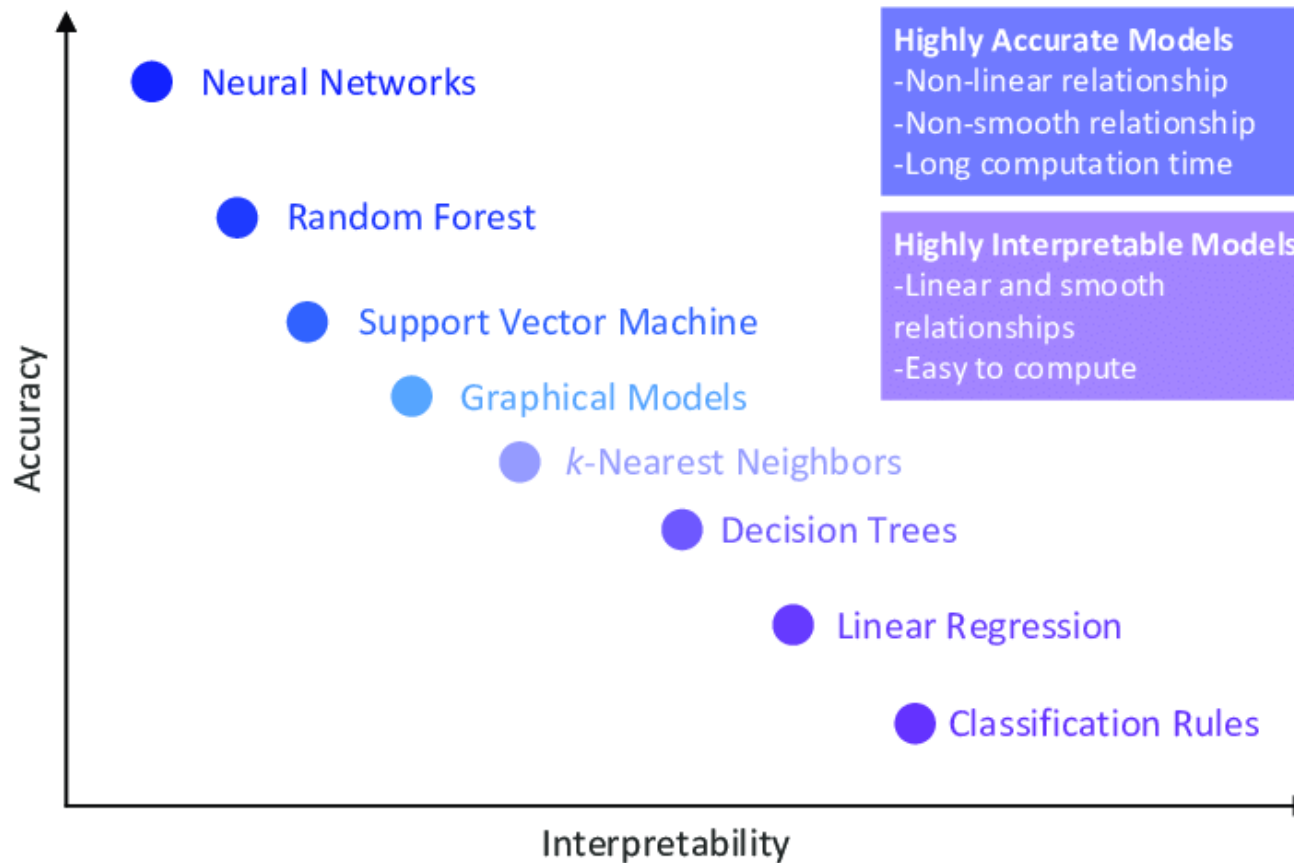 Highly Accurate Models
-Non-linear relationship
-Non-smooth relationship
-Long computation time
Highly Interpretable Models
-Linear and smooth
relationships
-Easy to compute
Neural Networks
Random Forest
Support Vector Machine
Graphical Models
k-Nearest Neighbors
Decision Trees
Linear Regression
Classification Rules
Accuracy
Interpretability